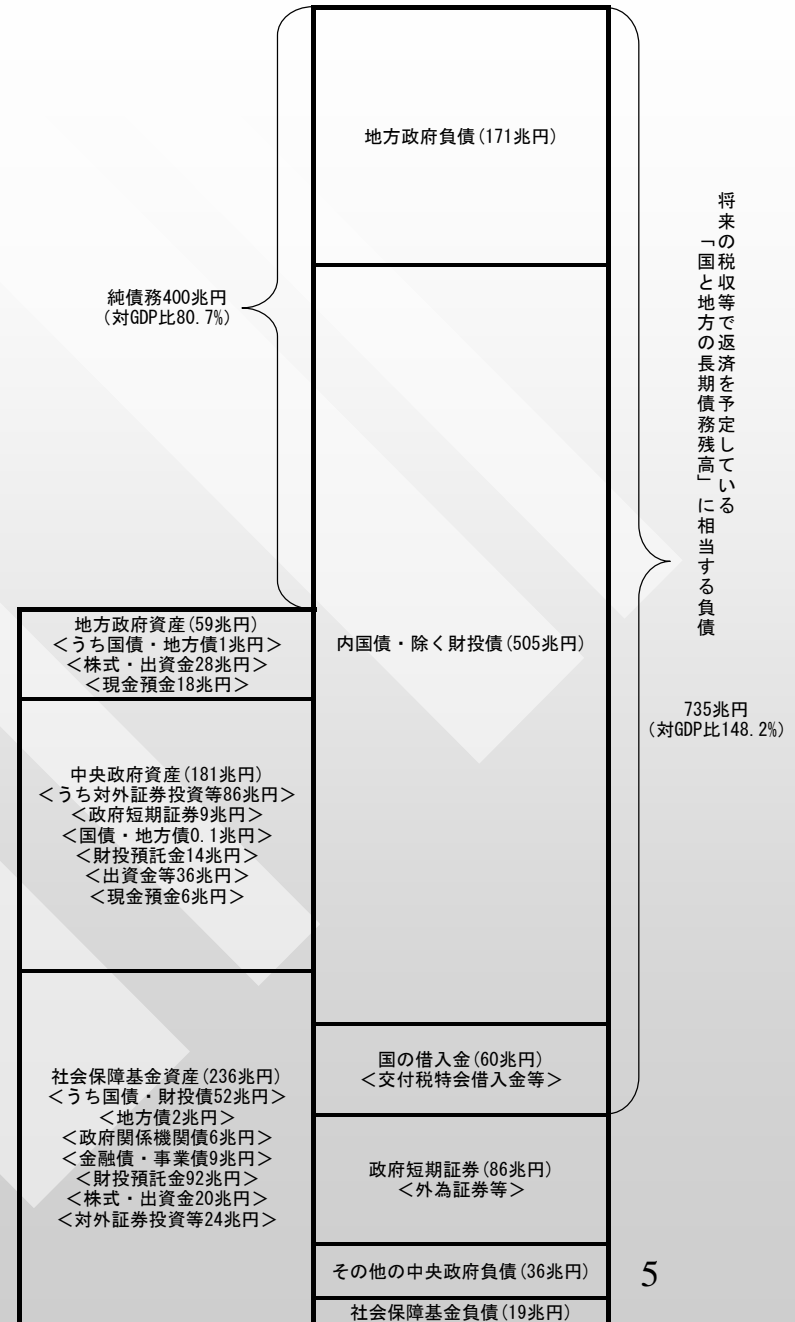 地方政府負債(171兆円)
純債務400兆円
(対GDP比80.7%)
将来の税収等で返済を予定している
「国と地方の長期債務残高」に相当する負債
735兆円
(対GDP比148.2%)
内国債・除く財投債(505兆円)
地方政府資産(59兆円)
<うち国債・地方債1兆円>
<株式・出資金28兆円>
<現金預金18兆円>
中央政府資産(181兆円)
<うち対外証券投資等86兆円>
<政府短期証券9兆円>
<国債・地方債0.1兆円>
<財投預託金14兆円>
<出資金等36兆円>
<現金預金6兆円>
国の借入金(60兆円)
<交付税特会借入金等>
社会保障基金資産(236兆円)
<うち国債・財投債52兆円>
<地方債2兆円>
<政府関係機関債6兆円>
<金融債・事業債9兆円>
<財投預託金92兆円>
<株式・出資金20兆円>
<対外証券投資等24兆円>
政府短期証券(86兆円)
<外為証券等>
その他の中央政府負債(36兆円)
社会保障基金負債(19兆円)
5